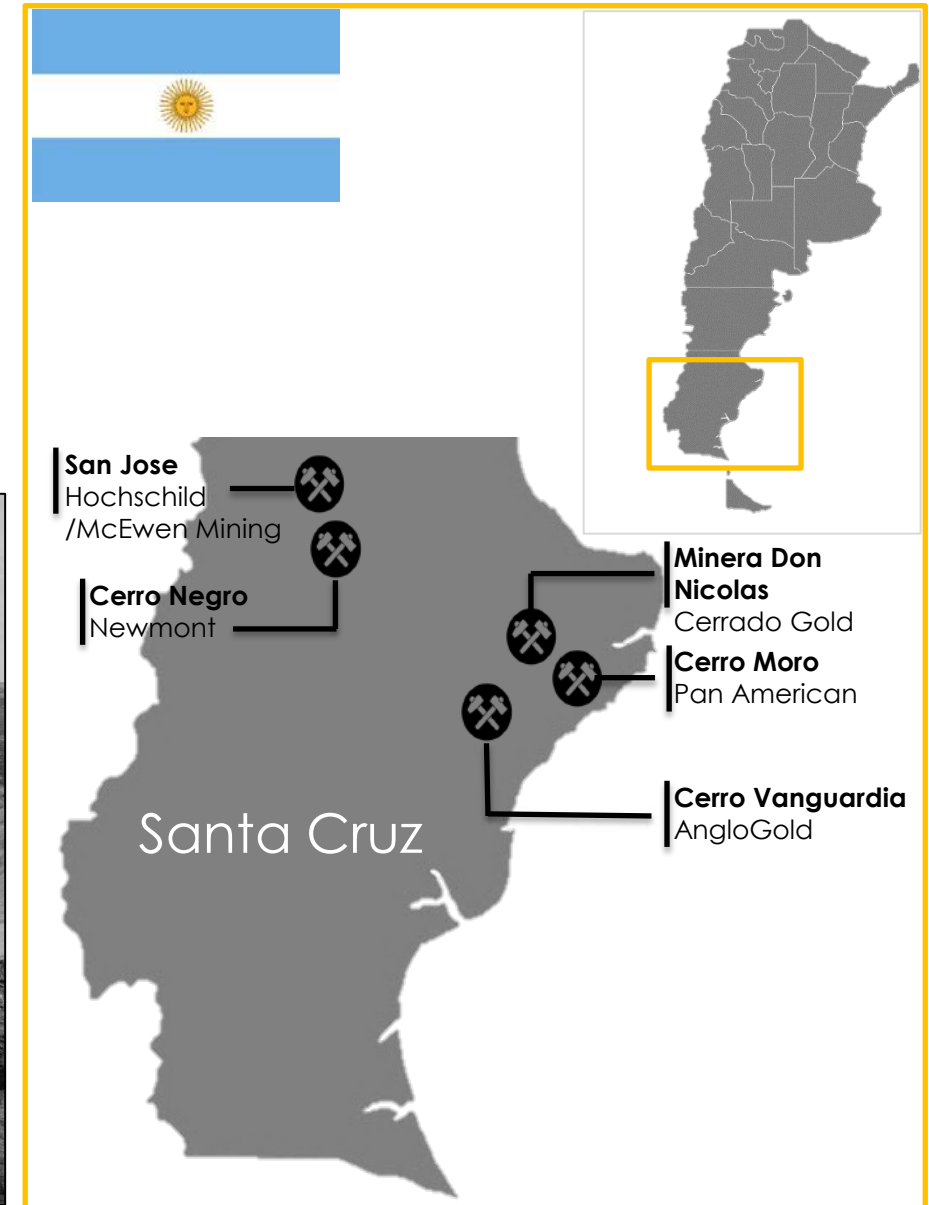 San Jose
Hochschild
/McEwen Mining
Cerro Negro
Newmont
Minera Don
Nicolas
Cerrado Gold
Cerro Moro
Pan American
Cerro Vanguardia
AngloGold
Santa Cruz